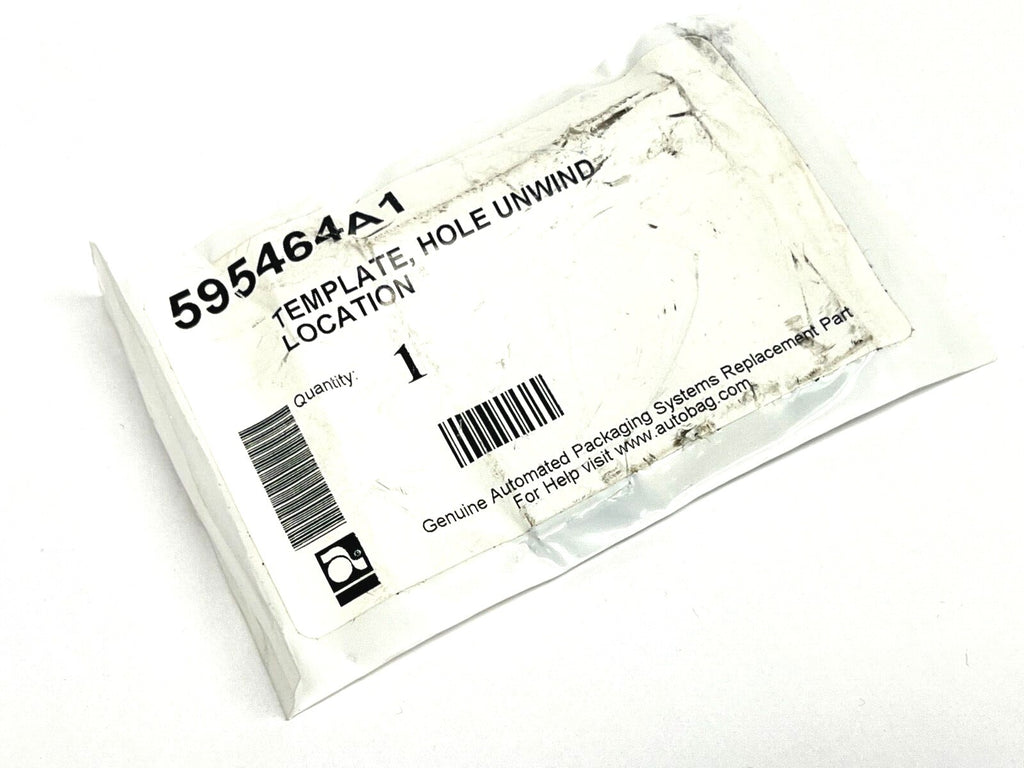 595464A1
TEMPLATE, HOLE UNWIND
LOCATION
Quantity: 1
Genuine Automated Packaging Systems Replacement Part
For Help visit www.autobag.com
a®